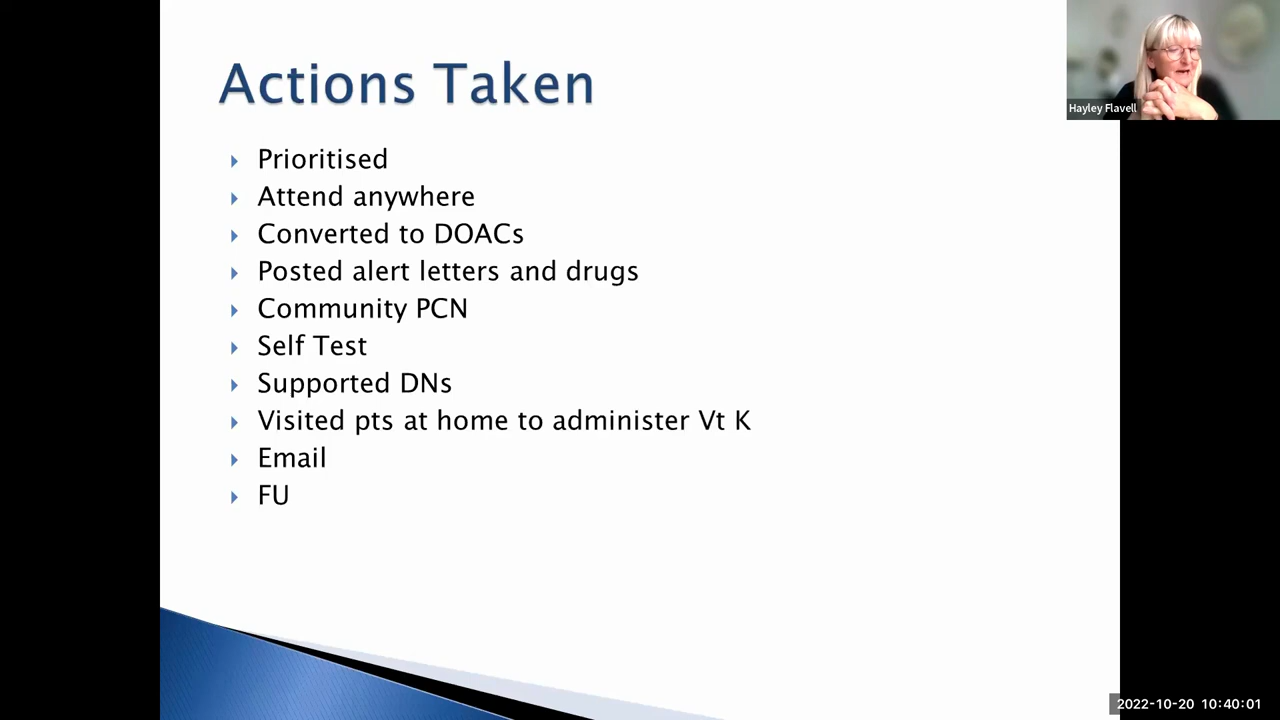 Actions Taken
Prioritised
Attend anywhere
Converted to DOACs
Posted alert letters and drugs
Community PCN
Self Test
Supported DNs
Visited pts at home to administer Vt K
Email
FU
Hayley Flavell
2022-10-20 10:40:01